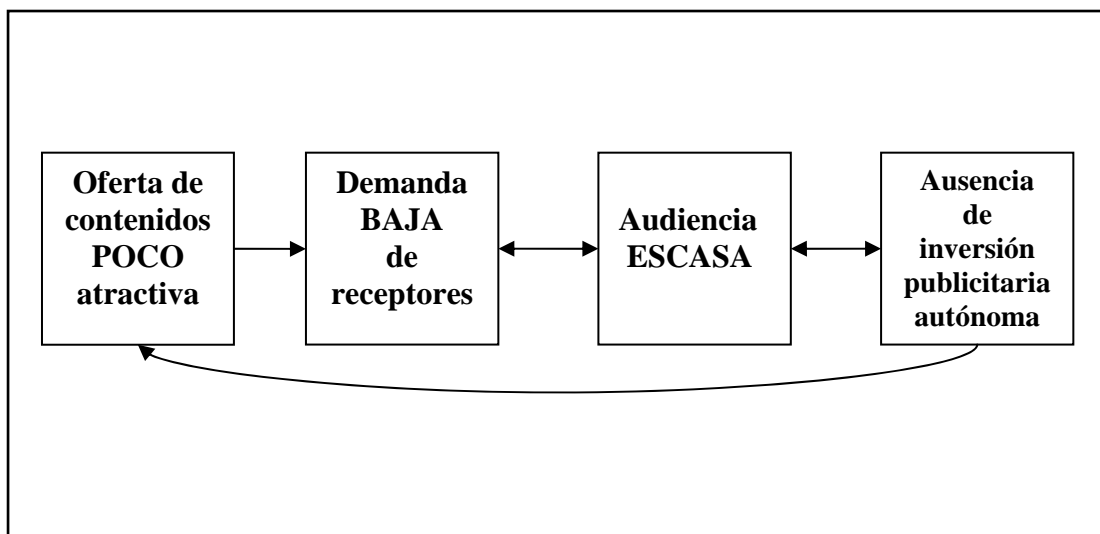 Oferta de
contenidos
POCO
atractiva
Demanda
BAJA
de
receptores
Audiencia
ESCASA
Ausencia
de
inversión
publicitaria
autónoma